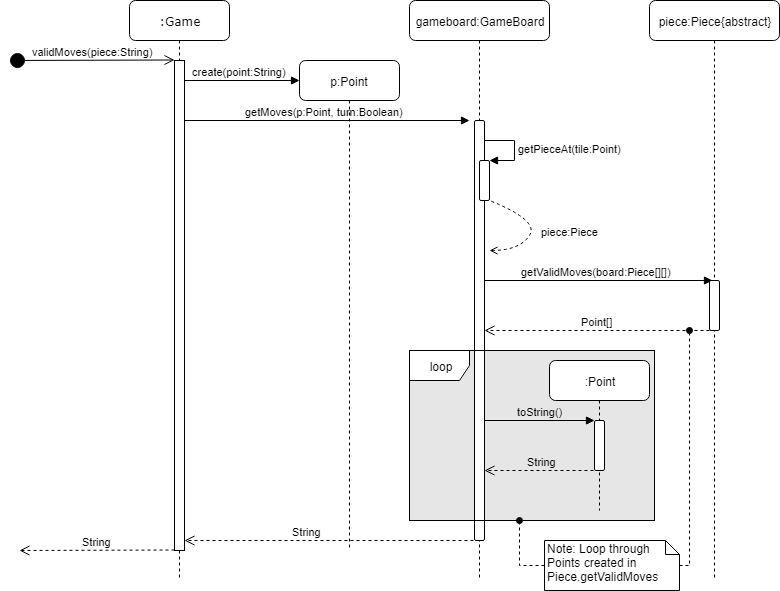 :Game
gameboard:GameBoard
piece:Piece{abstract}
validMoves(piece:String)
create(point:String)
p:Point
getMoves(p:Point, turn:Boolean)
getPieceAt(tile:Point)
piece:Piece
getValidMoves(board:Piece[][])
Point[]
loop
:Point
toString()
String
String
String
Note: Loop through
Points created in
Piece.getValidMoves